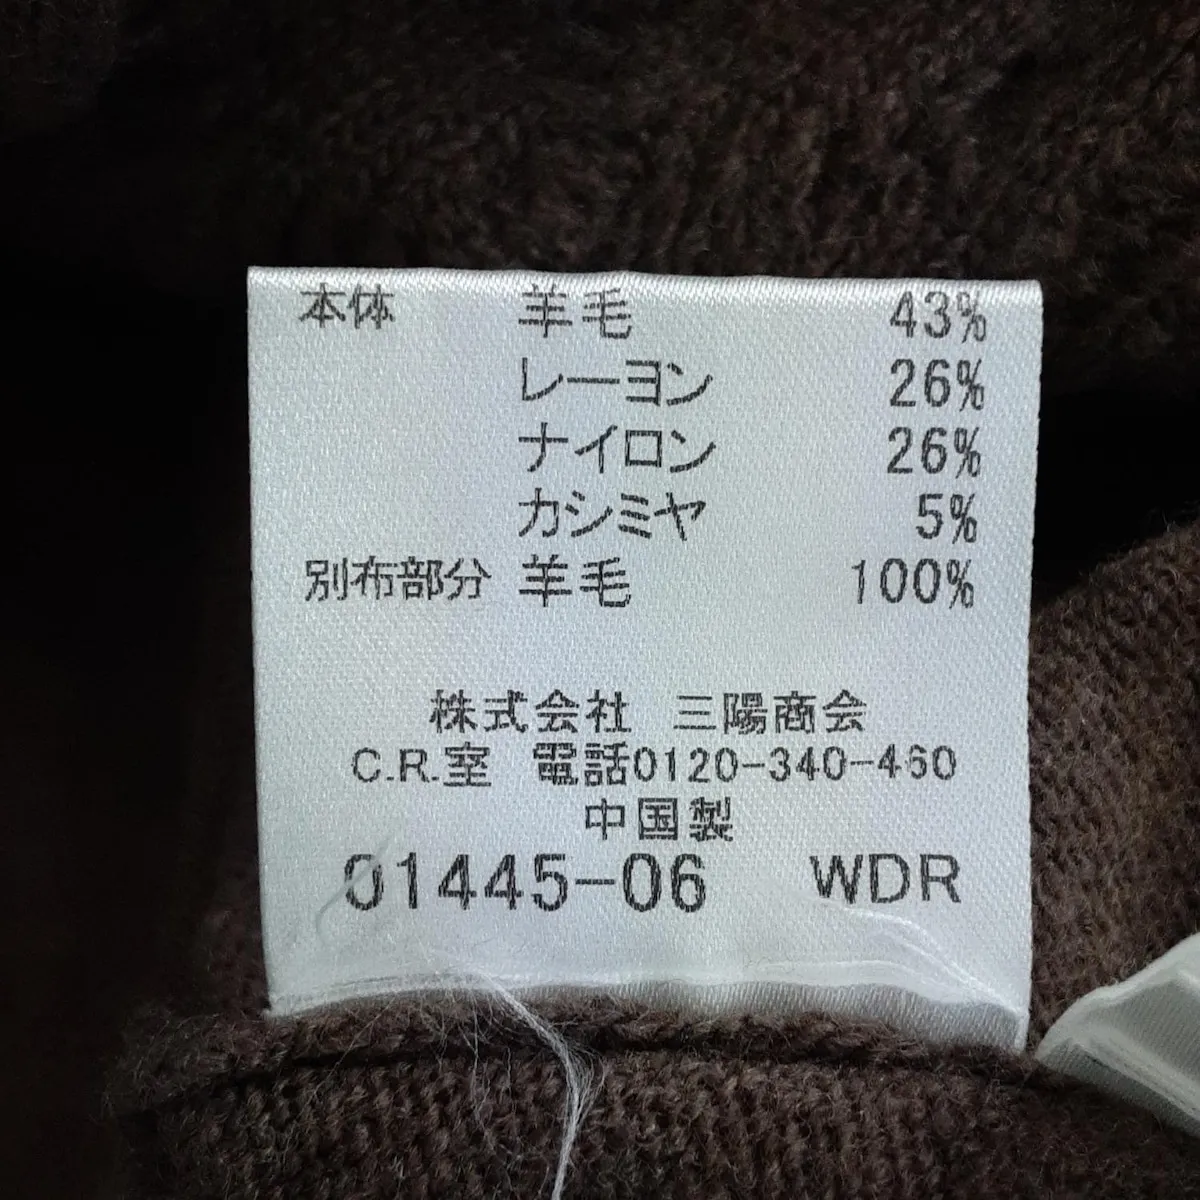 本体 羊毛 43%
レーヨン 26%
ナイロン 26%
カシミヤ 5%
別布部分 羊毛 100%
株式会社 三陽商会
C.R.室 電話0120-340-460
中国製
01445-06 WDR